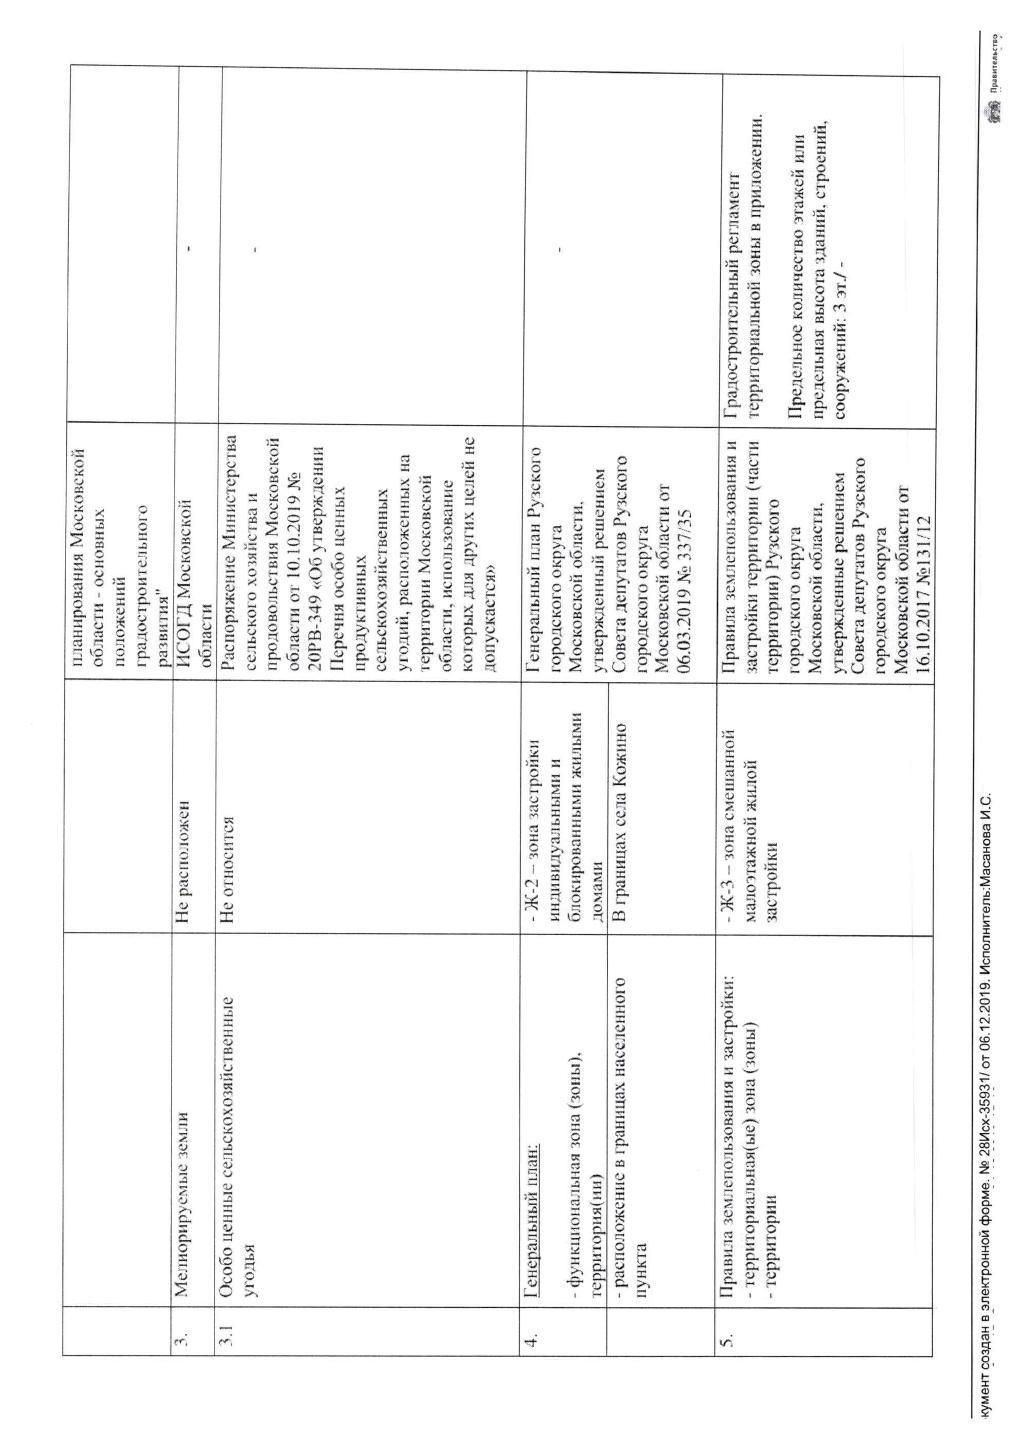 планирования Московской
области - основных
положений
градостроительного
развития"
3.
Мелиорируемые земли
Не расположен
ИСОГД Московской
области
-
3.1
Особо ценные сельскохозяйственные
угодья
Не относится
Распоряжение Министерства
сельского хозяйства и
продовольствия Московской
области от 10.10.2019 №
20РВ-349 «Об утверждении
Перечня особо ценных
продуктивных
сельскохозяйственных
угодий, расположенных на
территории Московской
области, использование
которых для других целей не
допускается»
-
4.
Генеральный план:
- функциональная зона (зоны),
территория(ии)
- Ж-2 – зона застройки
индивидуальными и
блокированными жилыми
домами
- расположение в границах населенного
пункта
В границах села Кожино
Генеральный план Рузского
городского округа
Московской области,
утвержденный решением
Совета депутатов Рузского
городского округа
Московской области от
06.03.2019 № 337/35
-
5.
Правила землепользования и застройки:
- территориальная(ые) зона (зоны)
- территории
- Ж-3 – зона смешанной
малоэтажной жилой
застройки
Правила землепользования и
застройки территории (части
территории) Рузского
городского округа
Московской области,
утвержденные решением
Совета депутатов Рузского
городского округа
Московской области от
16.10.2017 №131/12
Градостроительный регламент
территориальной зоны в приложении.
Предельное количество этажей или
предельная высота зданий, строений,
сооружений: 3 эт./ -
кумент создан в электронной форме. № 28Исх-35931/ от 06.12.2019. Исполнитель:Масанова И.С.
Правительство